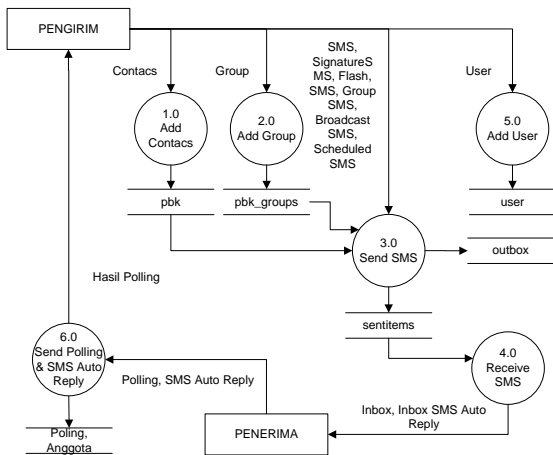 PENGIRIM
Contacs
Group
SMS,
SignatureS
MS, Flash,
SMS, Group
SMS,
Broadcast
SMS,
Scheduled
SMS
User
1.0
Add
Contacs
2.0
Add Group
5.0
Add User
pbk
pbk_groups
user
3.0
Send SMS
outbox
Hasil Polling
sentitems
6.0
Send Polling
& SMS Auto
Reply
Polling, SMS Auto Reply
4.0
Receive
SMS
Inbox, Inbox SMS Auto
Reply
Poling,
Anggota
PENERIMA